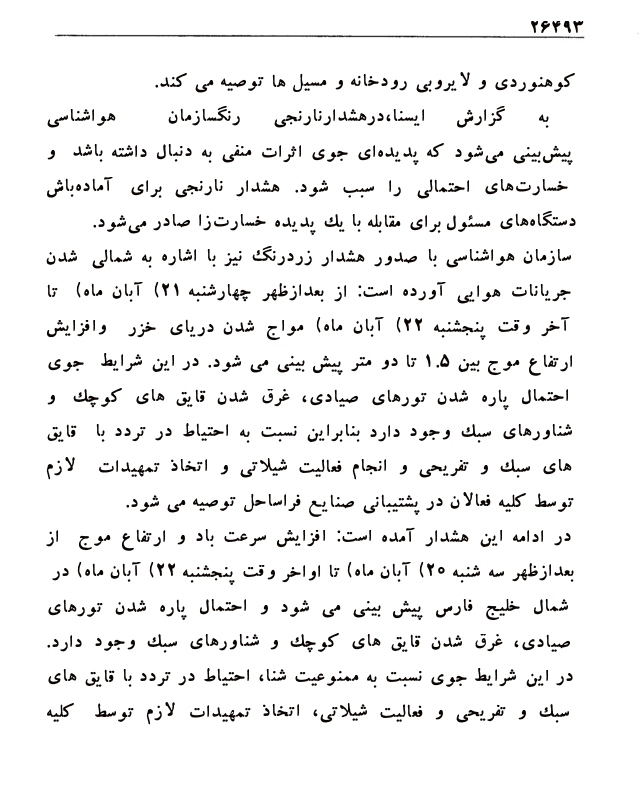 ۲۶۴۹۳
کوهنوردی و لایروبی رودخانه و مسیل ها توصیه می کند.
به گزارش ایسنا،درهشدارنارنجی رنگسازمان هواشناسی
پیش‌بینی می‌شود که پدیده‌ای جوی اثرات منفی به دنبال داشته باشد و
خسارت‌های احتمالی را سبب شود. هشدار نارنجی برای آماده‌باش
دستگاه‌های مسئول برای مقابله با یك پدیده خسارت‌زا صادر می‌شود.
سازمان هواشناسی با صدور هشدار زردرنگ نیز با اشاره به شمالی شدن
جریانات هوایی آورده است: از بعدازظهر چهارشنبه ۲۱) آبان ماه) تا
آخر وقت پنجشنبه ۲۲) آبان ماه) مواج شدن دریای خزر وافزایش
ارتفاع موج بین ۱.۵ تا دو متر پیش بینی می شود. در این شرایط جوی
احتمال پاره شدن تورهای صیادی، غرق شدن قایق های کوچك و
شناورهای سبك وجود دارد بنابراین نسبت به احتیاط در تردد با قایق
های سبك و تفریحی و انجام فعالیت شیلاتی و اتخاذ تمهیدات لازم
توسط کلیه فعالان در پشتیبانی صنایع فراساحل توصیه می شود.
در ادامه این هشدار آمده است: افزایش سرعت باد و ارتفاع موج از
بعدازظهر سه شنبه ۲۰) آبان ماه) تا اواخر وقت پنجشنبه ۲۲) آبان ماه) در
شمال خلیج فارس پیش بینی می شود و احتمال پاره شدن تورهای
صیادی، غرق شدن قایق های کوچك و شناورهای سبك وجود دارد.
در این شرایط جوی نسبت به ممنوعیت شنا، احتیاط در تردد با قایق های
سبك و تفریحی و فعالیت شیلاتی، اتخاذ تمهیدات لازم توسط کلیه